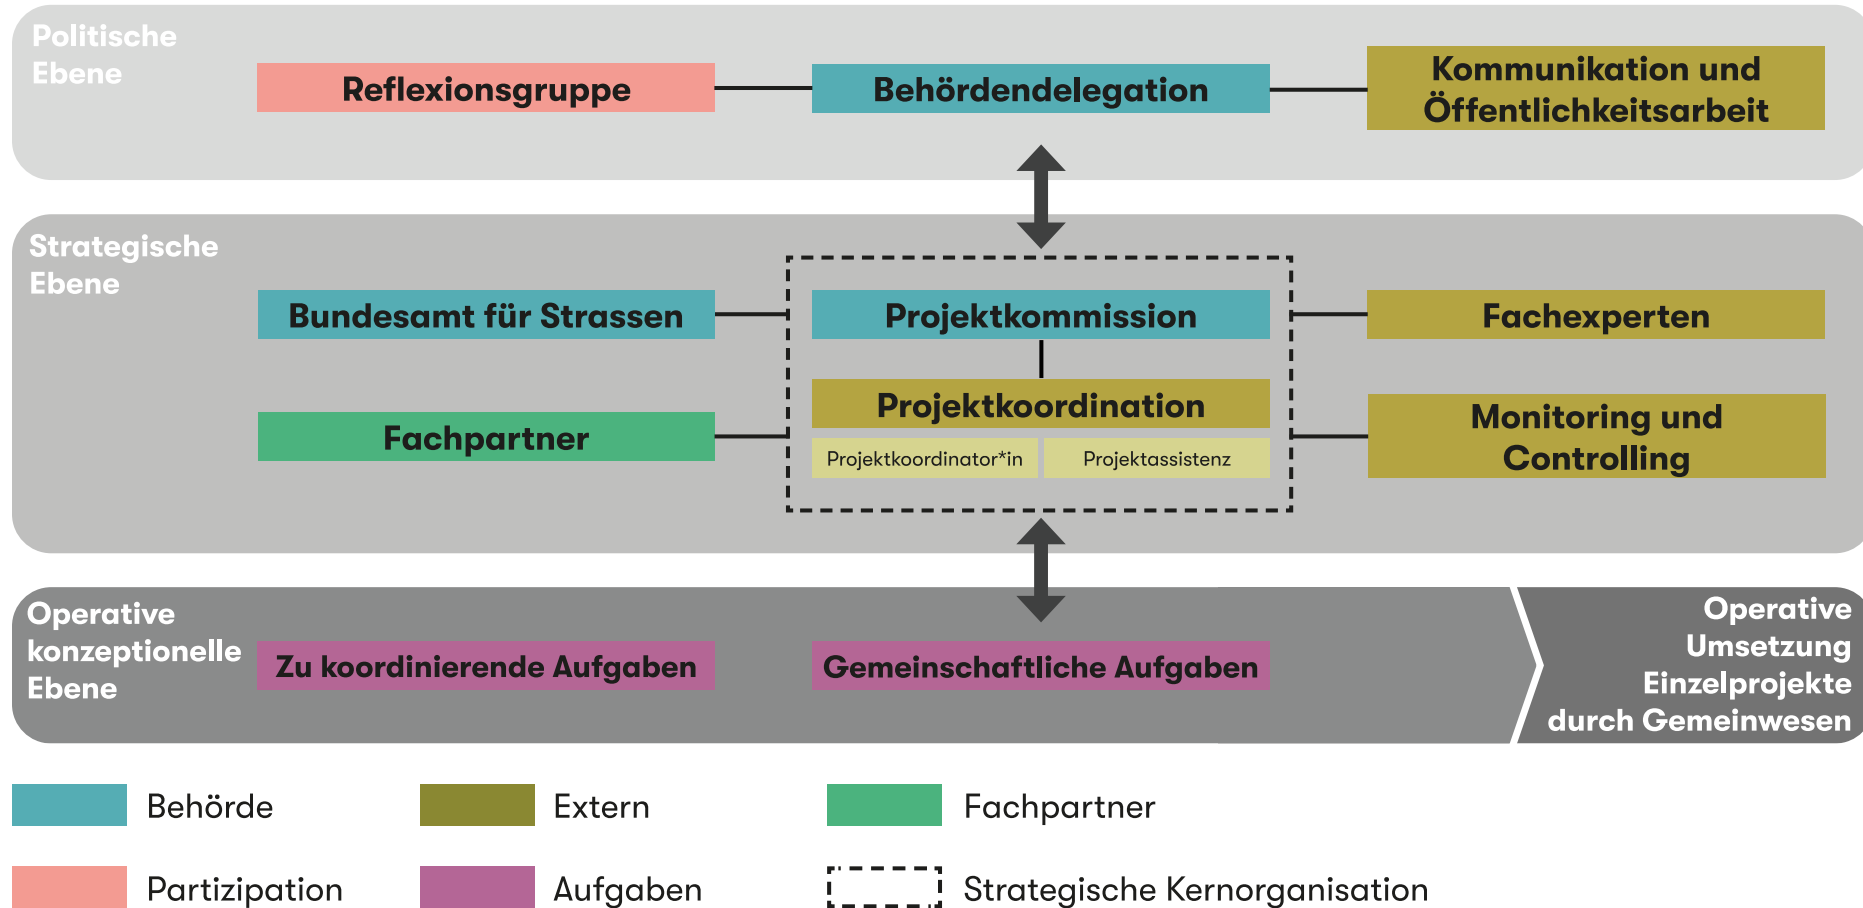 Politische
Ebene
Reflexionsgruppe
Behördendelegation
Kommunikation und
Öffentlichkeitsarbeit
Strategische
Ebene
Bundesamt für Strassen
Projektkommission
Fachexperten
Fachpartner
Projektkoordination
Projektkoordinator*in
Projektassistenz
Monitoring und
Controlling
Operative
konzeptionelle
Ebene
Zu koordinierende Aufgaben
Gemeinschaftliche Aufgaben
Operative
Umsetzung
Einzelprojekte
durch Gemeinwesen
Behörde
Extern
Fachpartner
Partizipation
Aufgaben
Strategische Kernorganisation